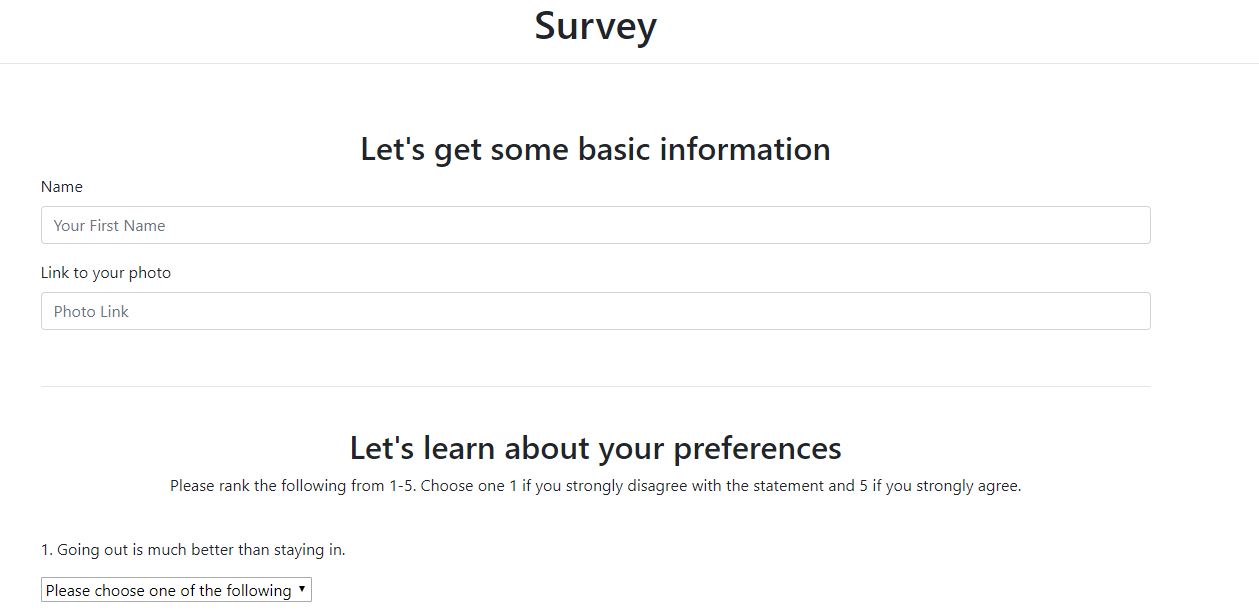 Survey
Let's get some basic information
Name
Your First Name
Link to your photo
Photo Link
Let's learn about your preferences
Please rank the following from 1-5. Choose one 1 if you strongly disagree with the statement and 5 if you strongly agree.
1. Going out is much better than staying in.
Please choose one of the following